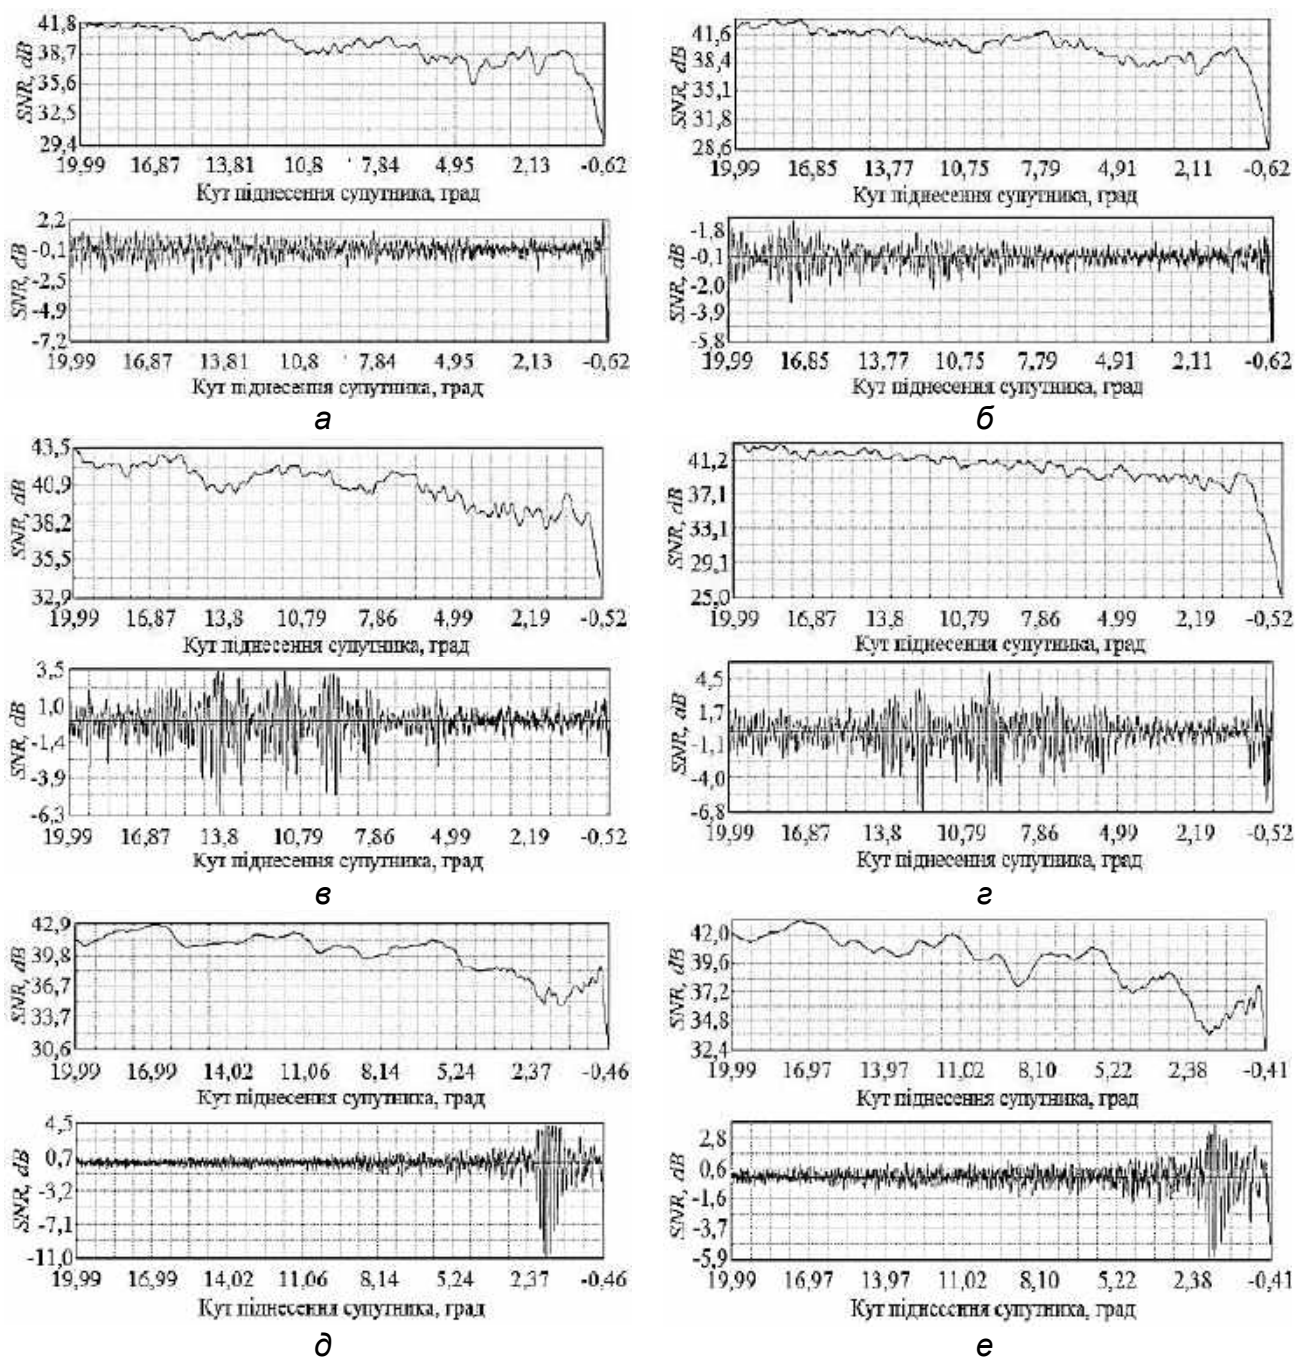 41,8
38,7
35,6
32,5
29,4
SNR, dB
19,99 16,87 13,81 10,8 7,84 4,95 2,13 -0,62
Кут піднесення супутника, град
41,6
38,4
35,1
31,8
28,6
SNR, dB
19,99 16,85 13,77 10,75 7,79 4,91 2,11 -0,62
Кут піднесення супутника, град
2,2
-0,1
-2,5
-4,9
-7,2
SNR, dB
19,99 16,87 13,81 10,8 7,84 4,95 2,13 -0,62
Кут піднесення супутника, град
а
-1,8
-0,1
-2,0
-3,9
-5,8
SNR, dB
19,99 16,85 13,77 10,75 7,79 4,91 2,11 -0,62
Кут піднесення супутника, град
б
43,5
40,9
38,2
35,5
32,9
SNR, dB
19,99 16,87 13,8 10,79 7,86 4,99 2,19 -0,52
Кут піднесення супутника, град
41,2
37,1
33,1
29,1
25,0
SNR, dB
19,99 16,87 13,8 10,79 7,86 4,99 2,19 -0,52
Кут піднесення супутника, град
3,5
1,0
-1,4
-3,9
-6,3
SNR, dB
19,99 16,87 13,8 10,79 7,86 4,99 2,19 -0,52
Кут піднесення супутника, град
в
4,5
1,7
-1,1
-4,0
-6,8
SNR, dB
19,99 16,87 13,8 10,79 7,86 4,99 2,19 -0,52
Кут піднесення супутника, град
г
42,9
39,8
36,7
33,7
30,6
SNR, dB
19,99 16,99 14,02 11,06 8,14 5,24 2,37 -0,46
Кут піднесення супутника, град
42,0
39,6
37,2
34,8
32,4
SNR, dB
19,99 16,97 13,97 11,02 8,10 5,22 2,38 -0,41
Кут піднесення супутника, град
4,5
0,7
-3,2
-7,1
-11,0
SNR, dB
19,99 16,99 14,02 11,06 8,14 5,24 2,37 -0,46
Кут піднесення супутника, град
д
2,8
0,6
-1,6
-3,7
-5,9
SNR, dB
19,99 16,97 13,97 11,02 8,10 5,22 2,38 -0,41
Кут піднесення супутника, град
е